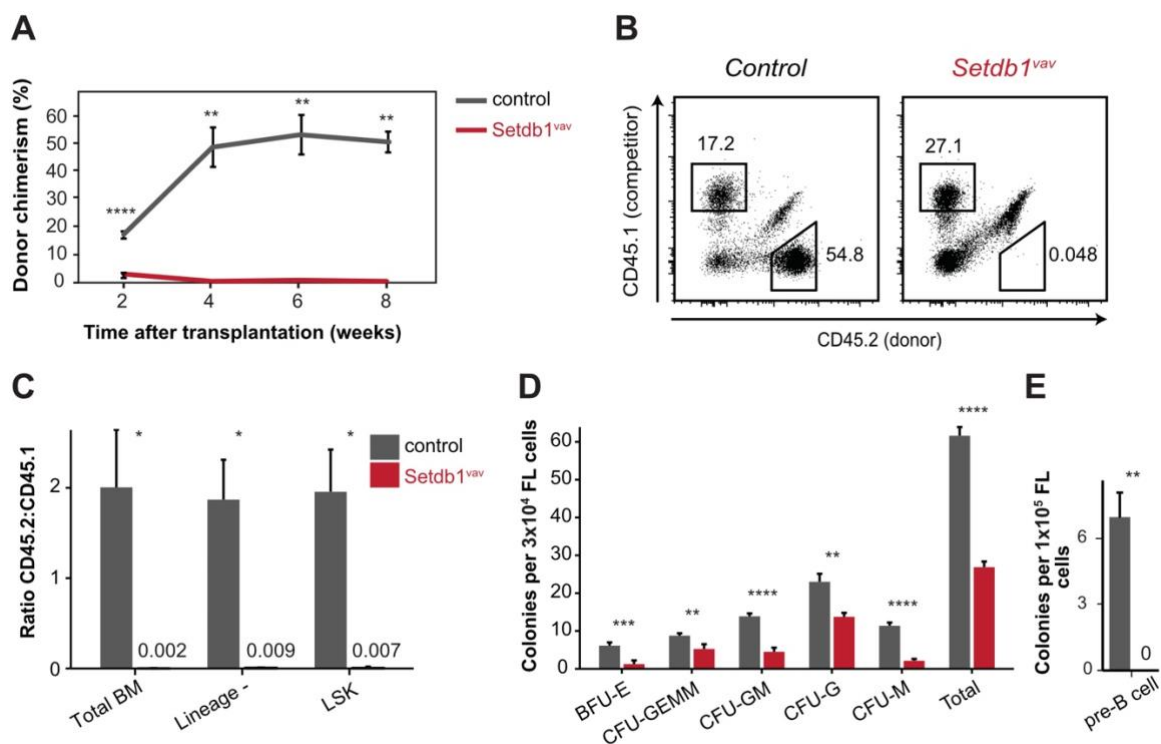 A
Donor chimerism (%)
60
50
40
30
20
10
0
****
**
**
**
2
4
6
8
Time after transplantation (weeks)
control
Setdb1vav
B
Control
Setdb1vav
17.2
54.8
27.1
0.048
CD45.1 (competitor)
CD45.2 (donor)
C
Ratio CD45.2:CD45.1
2
1
0
*
*
*
0.002
0.009
0.007
Total BM
Lineage -
LSK
control
Setdb1vav
D
Colonies per 3x10⁴ FL cells
60
50
40
30
20
10
0
***
**
****
**
****
****
BFU-E
CFU-GEMM
CFU-GM
CFU-G
CFU-M
Total
E
Colonies per 1x10⁵ FL
cells
6
3
0
**
0
pre-B cell